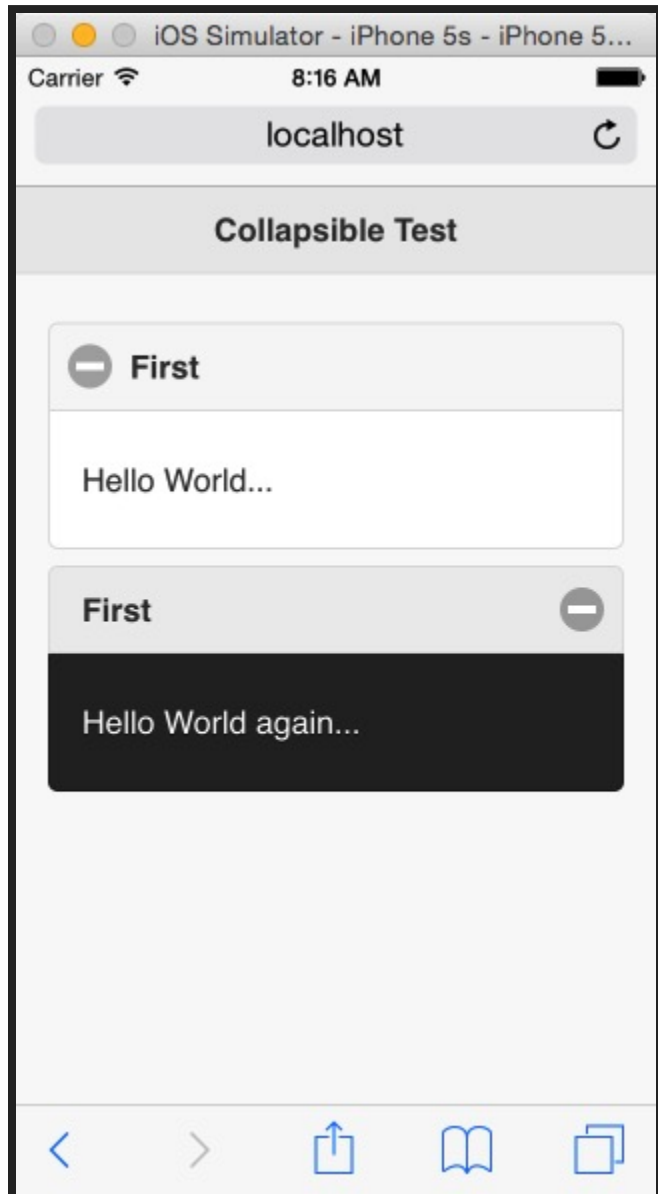 iOS Simulator - iPhone 5s - iPhone 5...
Carrier 8:16 AM
localhost
Collapsible Test
First
Hello World...
First
Hello World again...